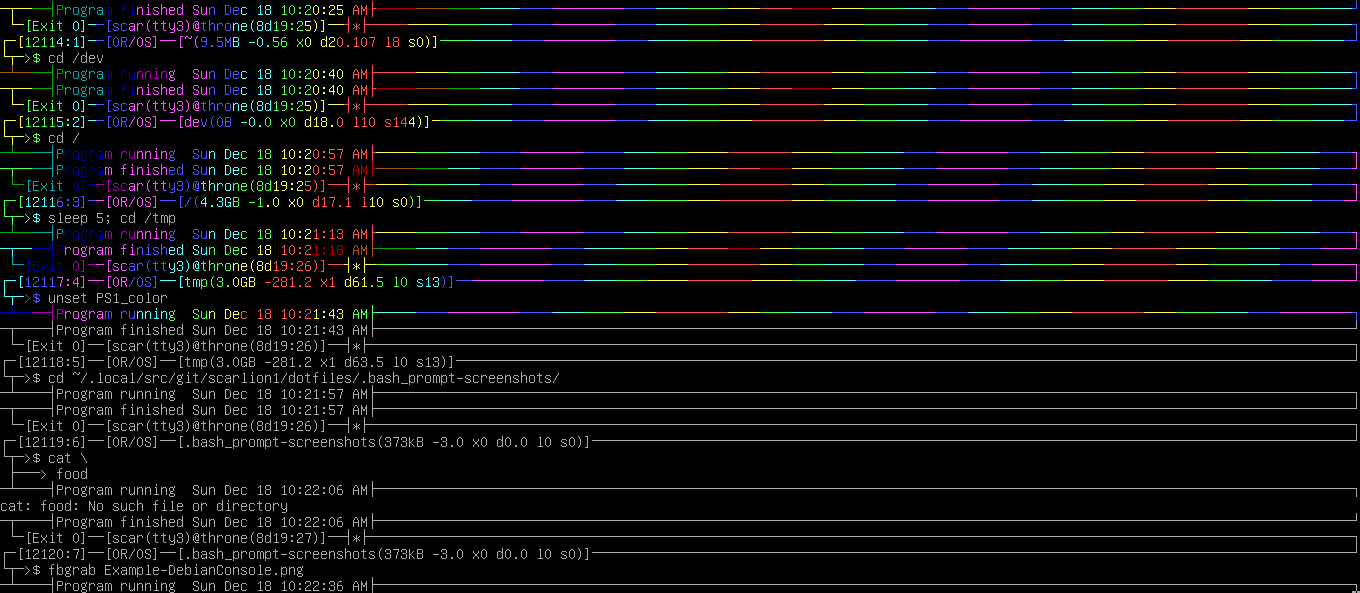 Program finished Sun Dec 18 10:20:25 AM
[Exit 0]—[scar(tty3)@throne(8d19:25)]—*
[12114:1]—[0R/0S]—[~(9.5MB -0.56 x0 d20.107 l8 s0)]
>$ cd /dev
Program running  Sun Dec 18 10:20:40 AM
Program finished Sun Dec 18 10:20:40 AM
[Exit 0]—[scar(tty3)@throne(8d19:25)]—*
[12115:2]—[0R/0S]—[dev(0B -0.0 x0 d18.0 l10 s144)]
>$ cd /
Program running  Sun Dec 18 10:20:57 AM
Program finished Sun Dec 18 10:20:57 AM
[Exit 0]—[scar(tty3)@throne(8d19:25)]—*
[12116:3]—[0R/0S]—[/(4.3GB -1.0 x0 d17.1 l10 s0)]
>$ sleep 5; cd /tmp
Program running  Sun Dec 18 10:21:13 AM
Program finished Sun Dec 18 10:21:18 AM
[Exit 0]—[scar(tty3)@throne(8d19:26)]—*
[12117:4]—[0R/0S]—[tmp(3.0GB -281.2 x1 d61.5 l0 s13)]
>$ unset PS1_color
Program running  Sun Dec 18 10:21:43 AM
Program finished Sun Dec 18 10:21:43 AM
[Exit 0]—[scar(tty3)@throne(8d19:26)]—*
[12118:5]—[0R/0S]—[tmp(3.0GB -281.2 x1 d63.5 l0 s13)]
>$ cd ~/.local/src/git/scarlion1/dotfiles/.bash_prompt-screenshots/
Program running  Sun Dec 18 10:21:57 AM
Program finished Sun Dec 18 10:21:57 AM
[Exit 0]—[scar(tty3)@throne(8d19:26)]—*
[12119:6]—[0R/0S]—[.bash_prompt-screenshots(373kB -3.0 x0 d0.0 l0 s0)]
>$ cat \
> food
Program running  Sun Dec 18 10:22:06 AM
cat: food: No such file or directory
Program finished Sun Dec 18 10:22:06 AM
[Exit 0]—[scar(tty3)@throne(8d19:27)]—*
[12120:7]—[0R/0S]—[.bash_prompt-screenshots(373kB -3.0 x0 d0.0 l0 s0)]
>$ fbgrab Example-DebianConsole.png
Program running  Sun Dec 18 10:22:36 AM